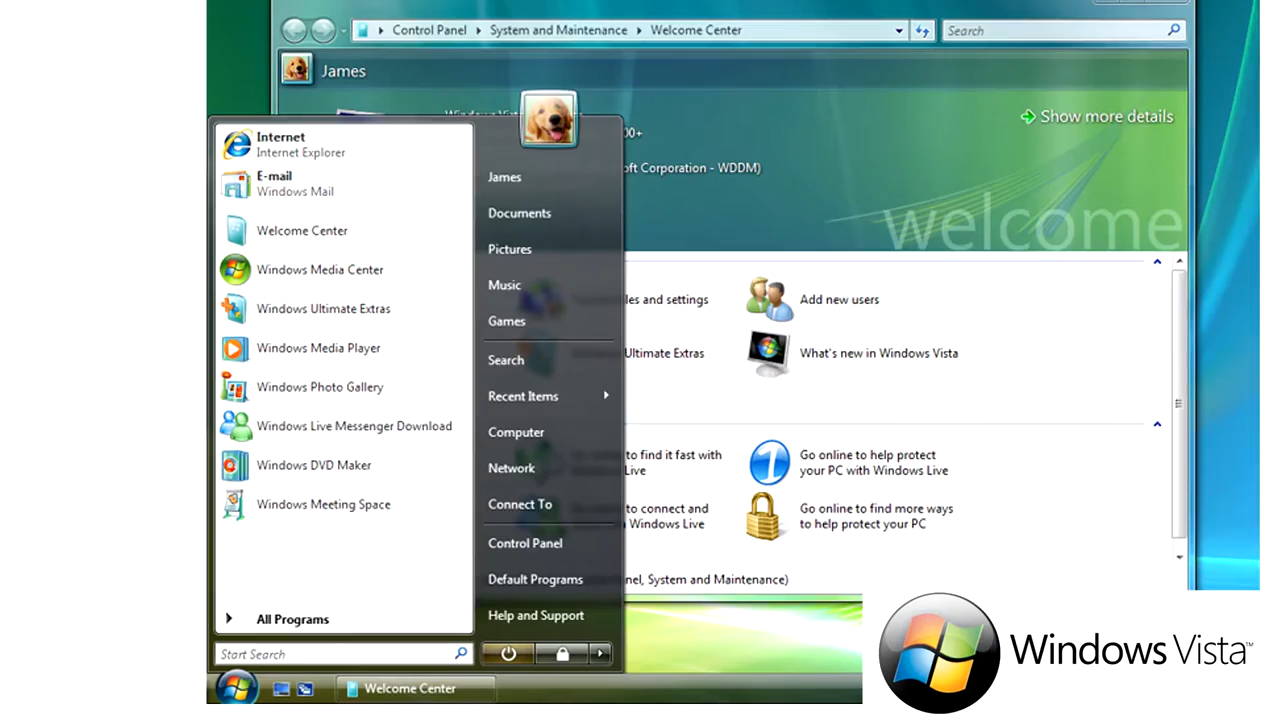 Control Panel System and Maintenance Welcome Center
Search
James
Show more details
00+
oft Corporation - WDDM)
welcome
Internet
Internet Explorer
E-mail
Windows Mail
Welcome Center
Windows Media Center
Windows Ultimate Extras
Windows Media Player
Windows Photo Gallery
Windows Live Messenger Download
Windows DVD Maker
Windows Meeting Space
All Programs
Start Search
James
Documents
Pictures
Music
Games
Search
Recent Items
Computer
Network
Connect To
Control Panel
Default Programs
Help and Support
les and settings
Add new users
Ultimate Extras
What's new in Windows Vista
to find it fast with
Live
Go online to help protect
your PC with Windows Live
to connect and
Windows Live
Go online to find more ways
to help protect your PC
nel, System and Maintenance)
Welcome Center
Windows Vista™